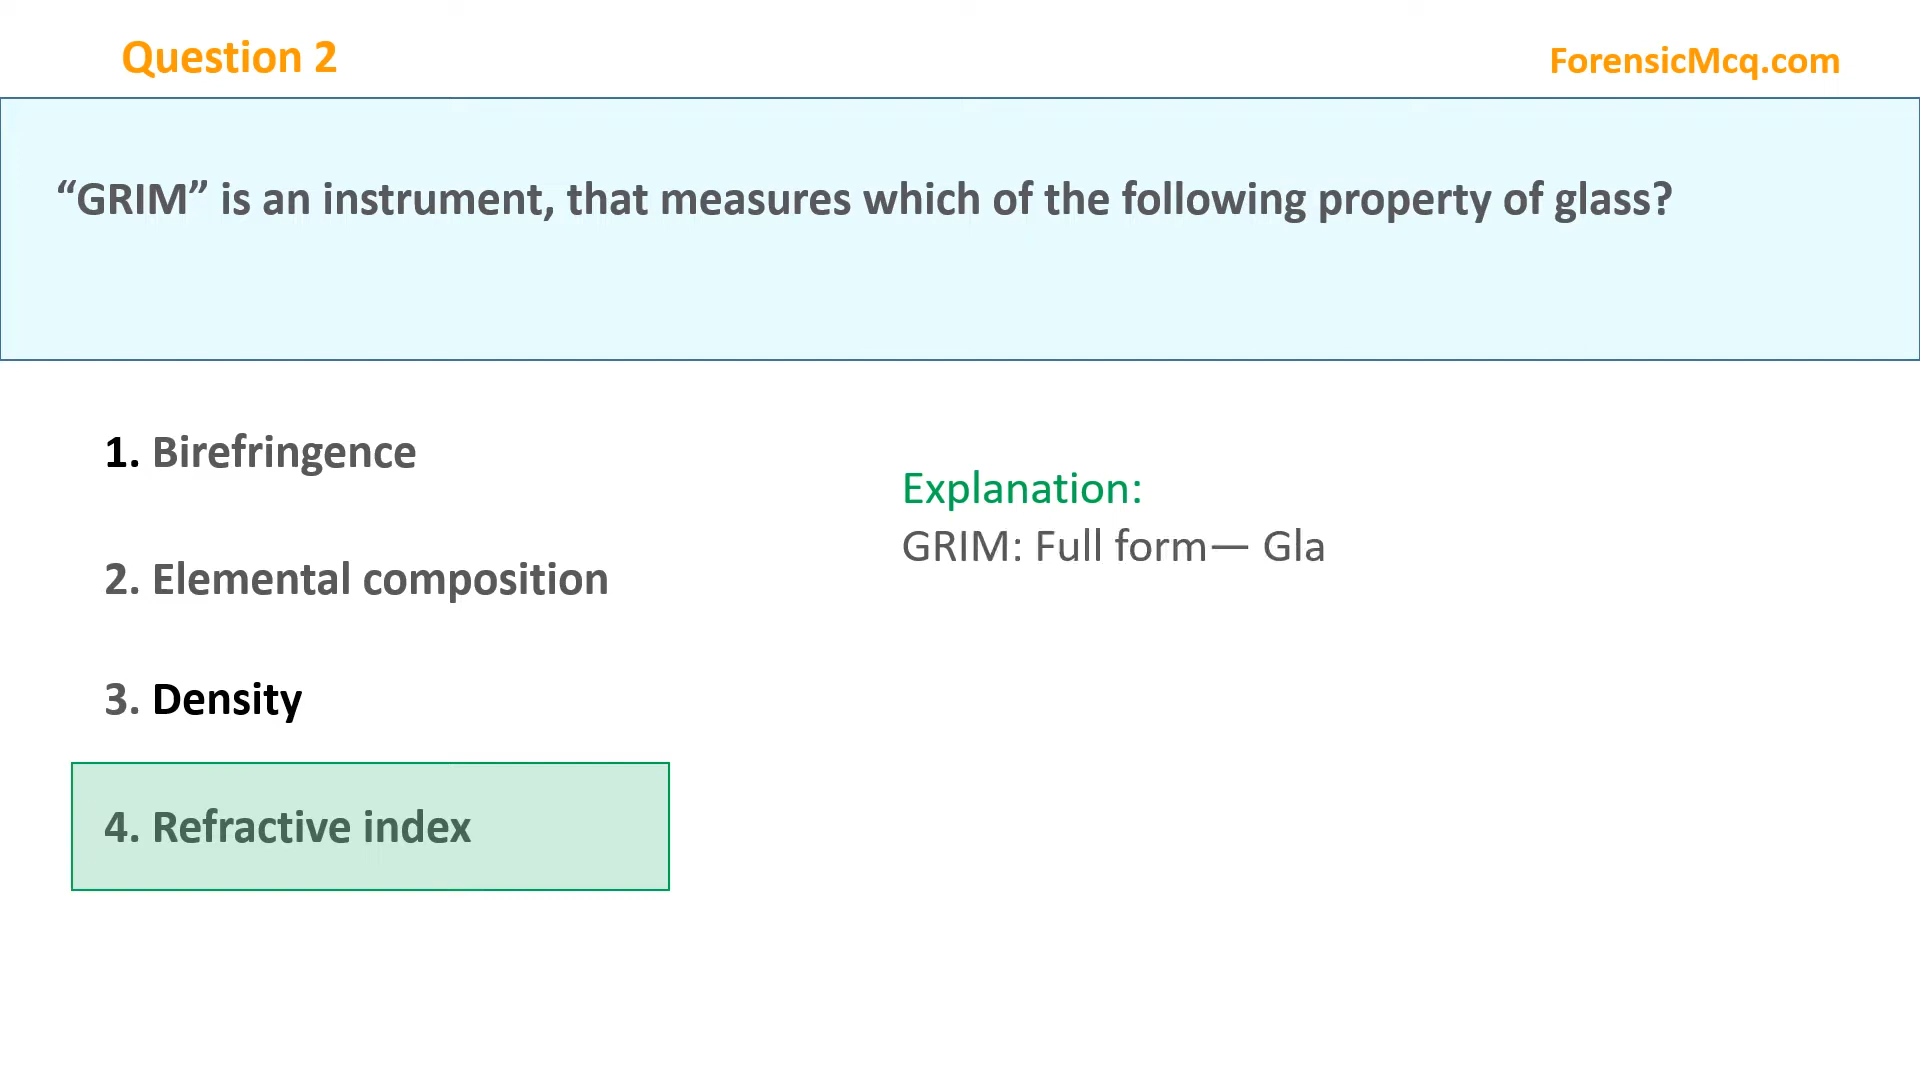 Question 2
ForensicMcq.com
“GRIM” is an instrument, that measures which of the following property of glass?
1. Birefringence
2. Elemental composition
3. Density
4. Refractive index
Explanation:
GRIM: Full form— Gla